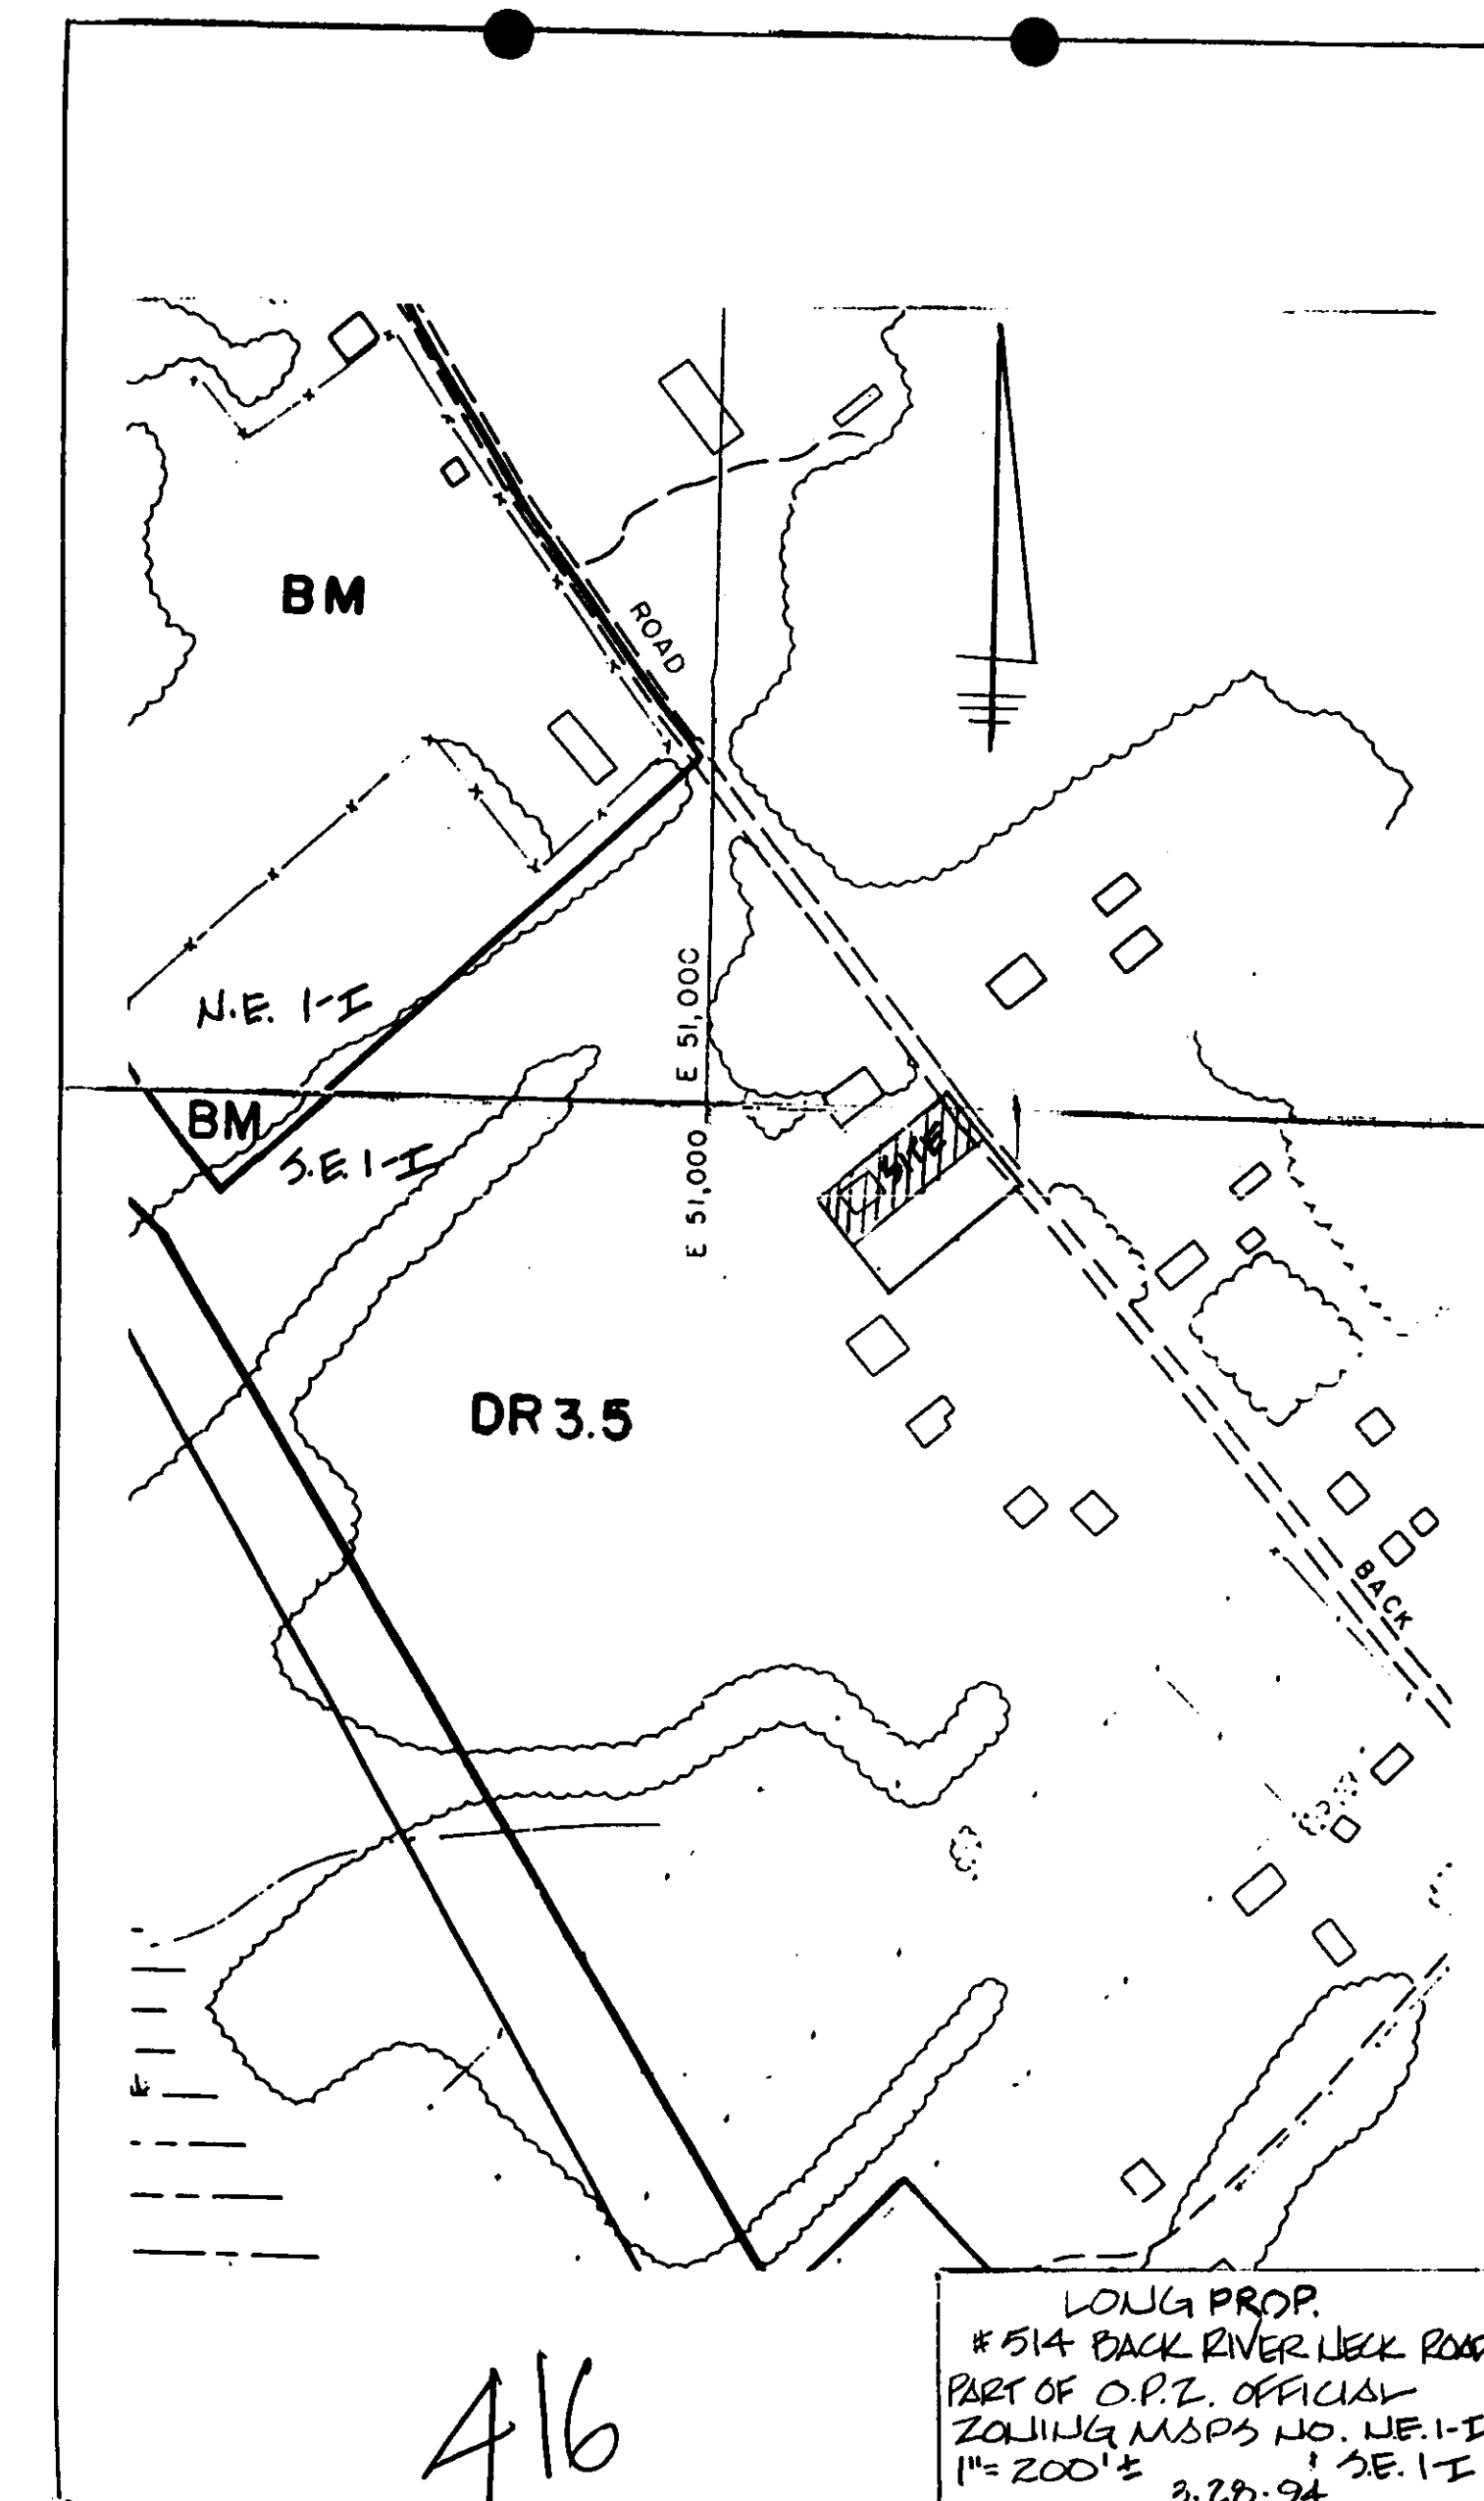 BM
ROAD
E 51,000
N.E. 1-I
BM
S.E. 1-I
E 51,000
SITE
DR 3.5
BACK
LONG PROP.
# 514 BACK RIVER NECK ROAD
PART OF O.P.Z. OFFICIAL
ZONING MAPS NO. N.E. 1-I
1"= 200'± & S.E. 1-I
3.28.94
416